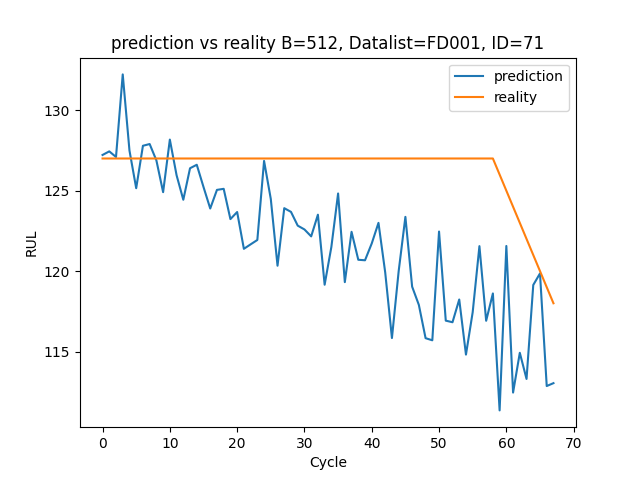 prediction vs reality B=512, Datalist=FD001, ID=71
prediction
reality
130
125
120
115
RUL
0 10 20 30 40 50 60 70
Cycle